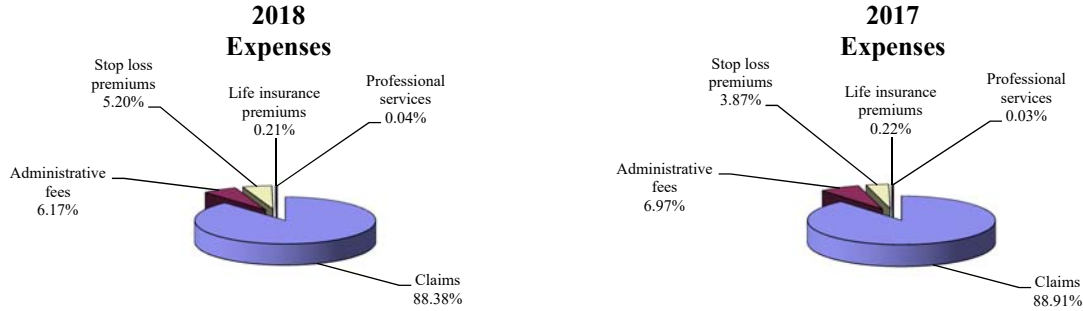 2018
Expenses
Stop loss
premiums
5.20%
Life insurance
premiums
0.21%
Professional
services
0.04%
Administrative
fees
6.17%
Claims
88.38%
2017
Expenses
Stop loss
premiums
3.87%
Life insurance
premiums
0.22%
Professional
services
0.03%
Administrative
fees
6.97%
Claims
88.91%